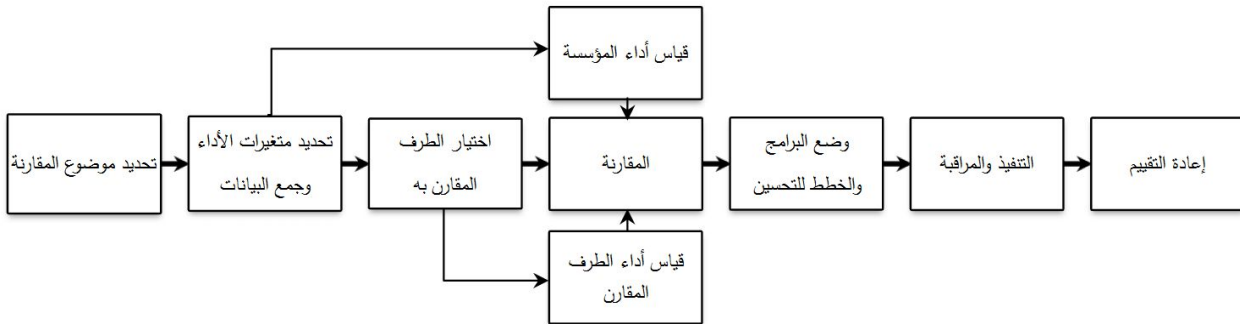 تحديد موضوع المقارنة
تحديد متغيرات الأداء
وجمع البيانات
قياس أداء المؤسسة
اختيار الطرف
المقارن به
قياس أداء الطرف
المقارن
المقارنة
وضع البرامج
والخطط للتحسين
التنفيذ والمراقبة
إعادة التقييم